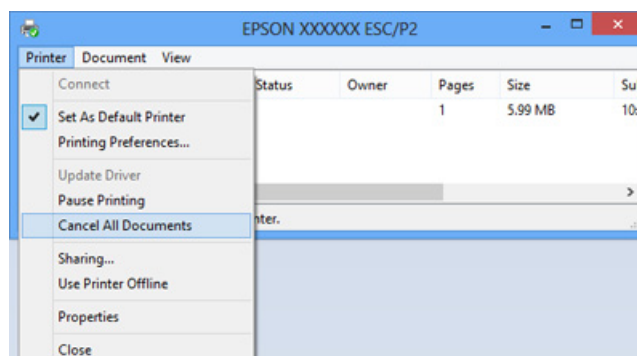 EPSON XXXXXX ESC/P2
Printer Document View
Connect
Status Owner Pages Size
Set As Default Printer
1 5.99 MB
Printing Preferences...
Update Driver
Pause Printing
Cancel All Documents
Sharing...
Use Printer Offline
Properties
Close